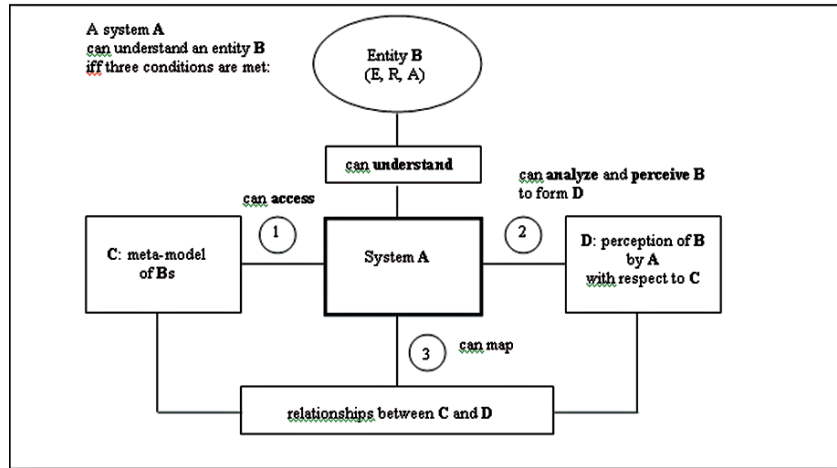 A system A
can understand an entity B
iff three conditions are met:
Entity B
(E, R, A)
can understand
can analyze and perceive B
to form D
can access
1
2
C: meta-model
of Bs
System A
D: perception of B
by A
with respect to C
3
can map
relationships between C and D